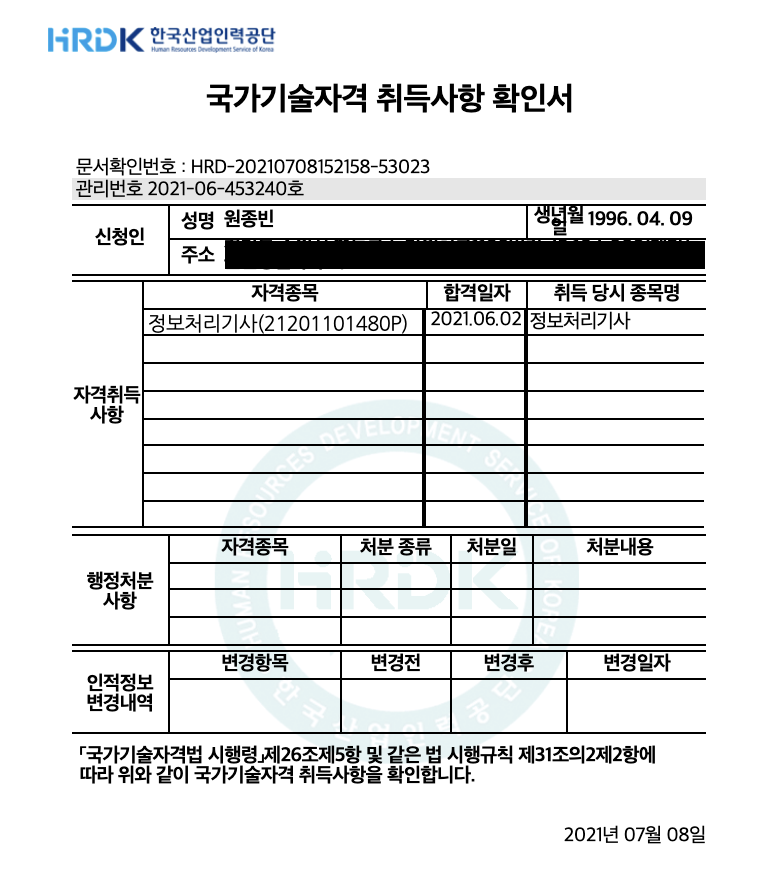 HRDK 한국산업인력공단
Human Resources Development Service of Korea
국가기술자격 취득사항 확인서
문서확인번호 : HRD-20210708152158-53023
관리번호 2021-06-453240호
신청인
성명 원종빈
생년월일 1996. 04. 09
주소
자격취득
사항
자격종목 합격일자 취득 당시 종목명
정보처리기사(21201101480P) 2021.06.02 정보처리기사
행정처분
사항
자격종목 처분 종류 처분일 처분내용
인적정보
변경내역
변경항목 변경전 변경후 변경일자
HUMAN RESOURCES DEVELOPMENT SERVICE OF KOREA
HRDK
한국산업인력공단
「국가기술자격법 시행령」제26조제5항 및 같은 법 시행규칙 제31조의2제2항에
따라 위와 같이 국가기술자격 취득사항을 확인합니다.
2021년 07월 08일